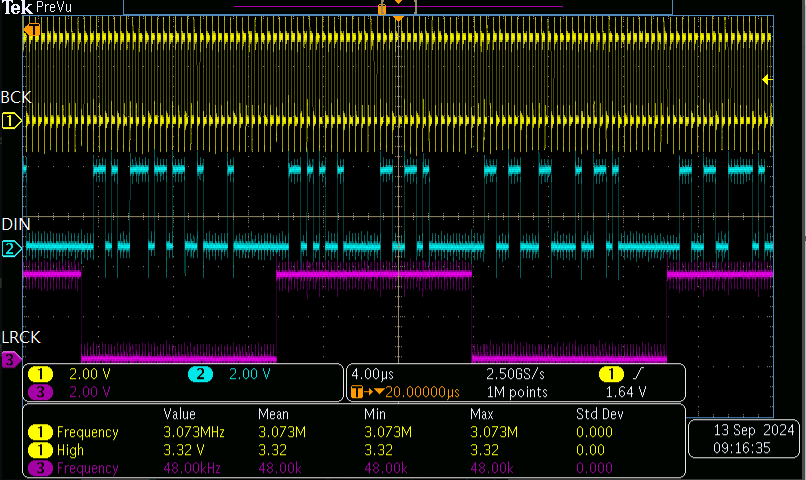 Tek PreVu
T
BCK
1
DIN
2
LRCK
3
1 2.00 V 2 2.00 V
3 2.00 V
4.00µs 2.50GS/s 1 /
T→▼20.00000µs 1M points 1.64 V
Value Mean Min Max Std Dev
1 Frequency 3.073MHz 3.073M 3.073M 3.073M 0.000
1 High 3.32 V 3.32 3.32 3.32 0.00
3 Frequency 48.00kHz 48.00k 48.00k 48.00k 0.000
13 Sep 2024
09:16:35